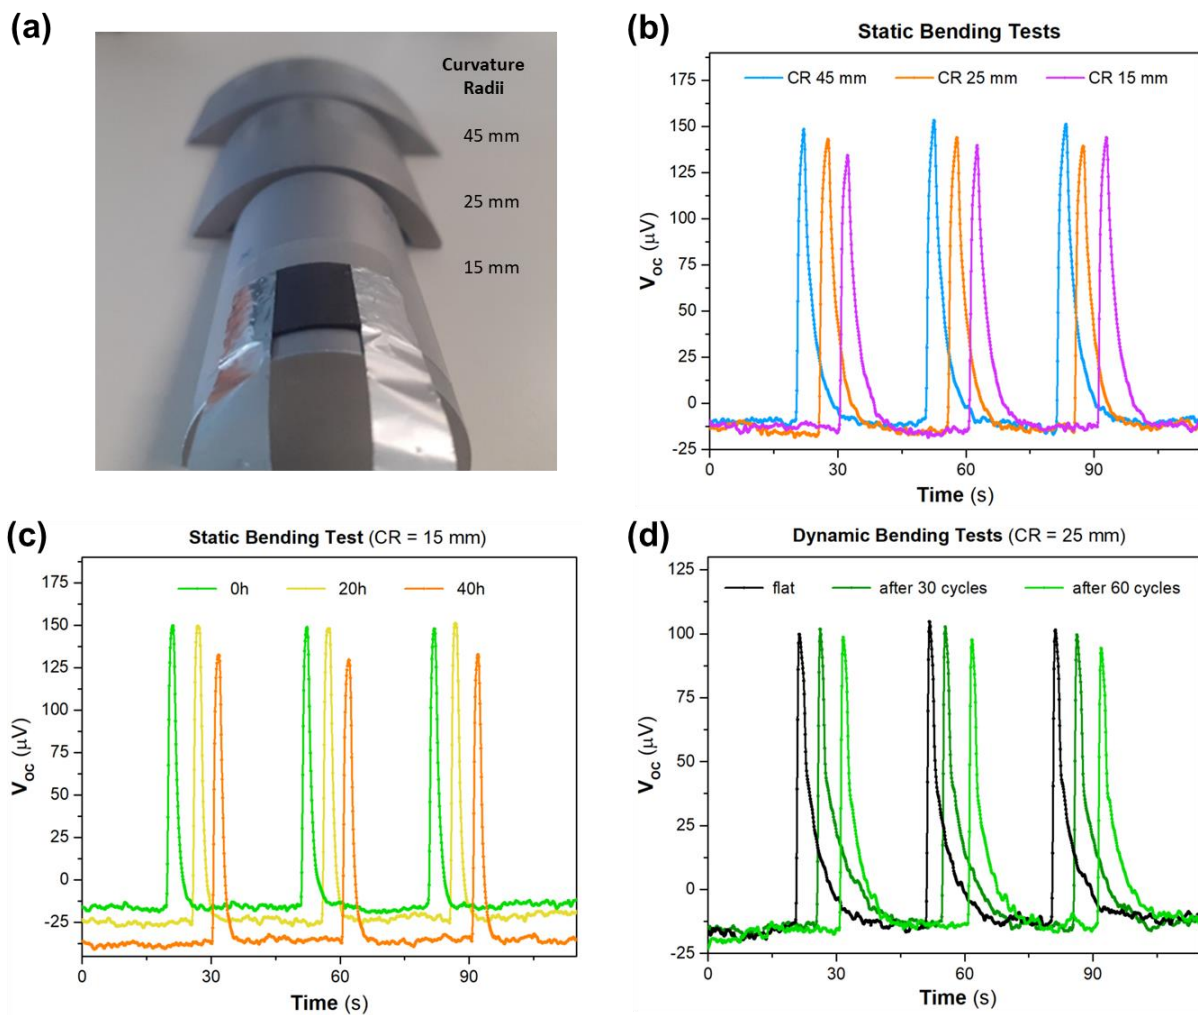 (a)
Curvature
Radii
45 mm
25 mm
15 mm
(b)
Static Bending Tests
CR 45 mm CR 25 mm CR 15 mm
175
150
125
100
75
50
25
0
-25
V_OC (μV)
0 30 60 90
Time (s)
(c)
Static Bending Test (CR = 15 mm)
0h 20h 40h
175
150
125
100
75
50
25
0
-25
V_OC (μV)
0 30 60 90
Time (s)
(d)
Dynamic Bending Tests (CR = 25 mm)
flat after 30 cycles after 60 cycles
125
100
75
50
25
0
-25
V_OC (μV)
0 30 60 90
Time (s)